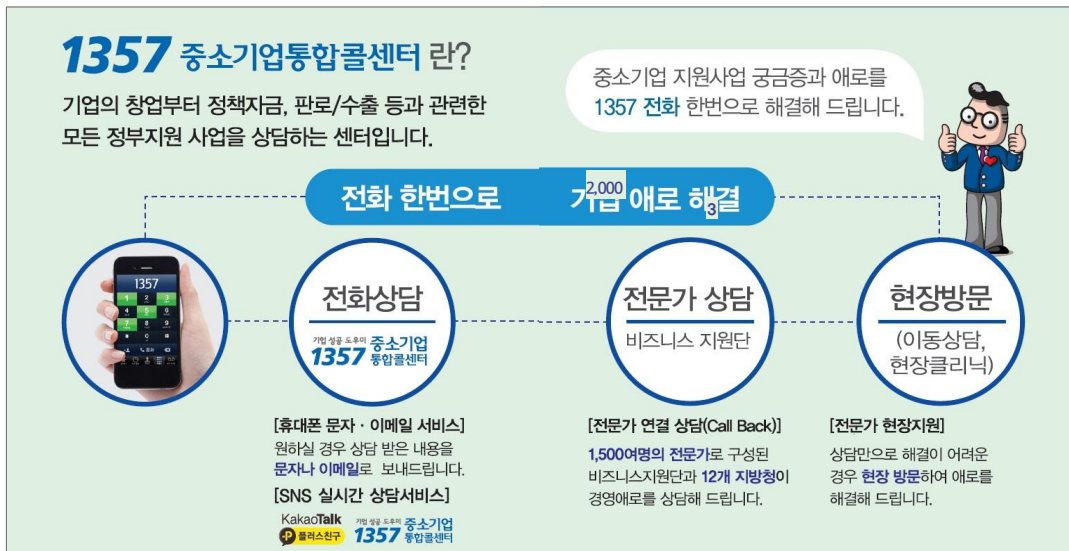 1357 중소기업통합콜센터 란?
기업의 창업부터 정책자금, 판로/수출 등과 관련한
모든 정부지원 사업을 상담하는 센터입니다.
중소기업 지원사업 궁금증과 애로를
1357 전화 한번으로 해결해 드립니다.
전화 한번으로 기업 애로 해결
2,000
3
1357
전화상담
기업 성공 도우미
1357 중소기업
통합콜센터
전문가 상담
비즈니스 지원단
현장방문
(이동상담,
현장클리닉)
[휴대폰 문자 · 이메일 서비스]
원하실 경우 상담 받은 내용을
문자나 이메일로 보내드립니다.
[SNS 실시간 상담서비스]
KakaoTalk
플러스친구
기업 성공 도우미
1357 중소기업
통합콜센터
[전문가 연결 상담(Call Back)]
1,500여명의 전문가로 구성된
비즈니스지원단과 12개 지방청이
경영애로를 상담해 드립니다.
[전문가 현장지원]
상담만으로 해결이 어려운
경우 현장 방문하여 애로를
해결해 드립니다.